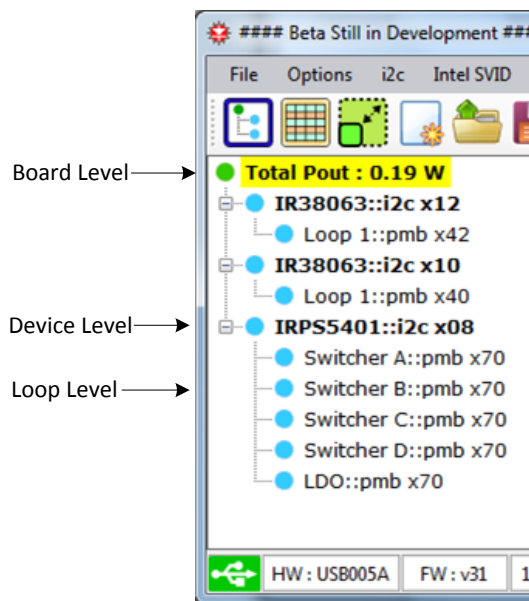 #### Beta Still in Development ###
File Options i2c Intel SVID
Board Level
Total Pout : 0.19 W
IR38063::i2c x12
Loop 1::pmb x42
IR38063::i2c x10
Loop 1::pmb x40
Device Level
IRPS5401::i2c x08
Switcher A::pmb x70
Loop Level
Switcher B::pmb x70
Switcher C::pmb x70
Switcher D::pmb x70
LDO::pmb x70
HW : USB005A FW : v31 1